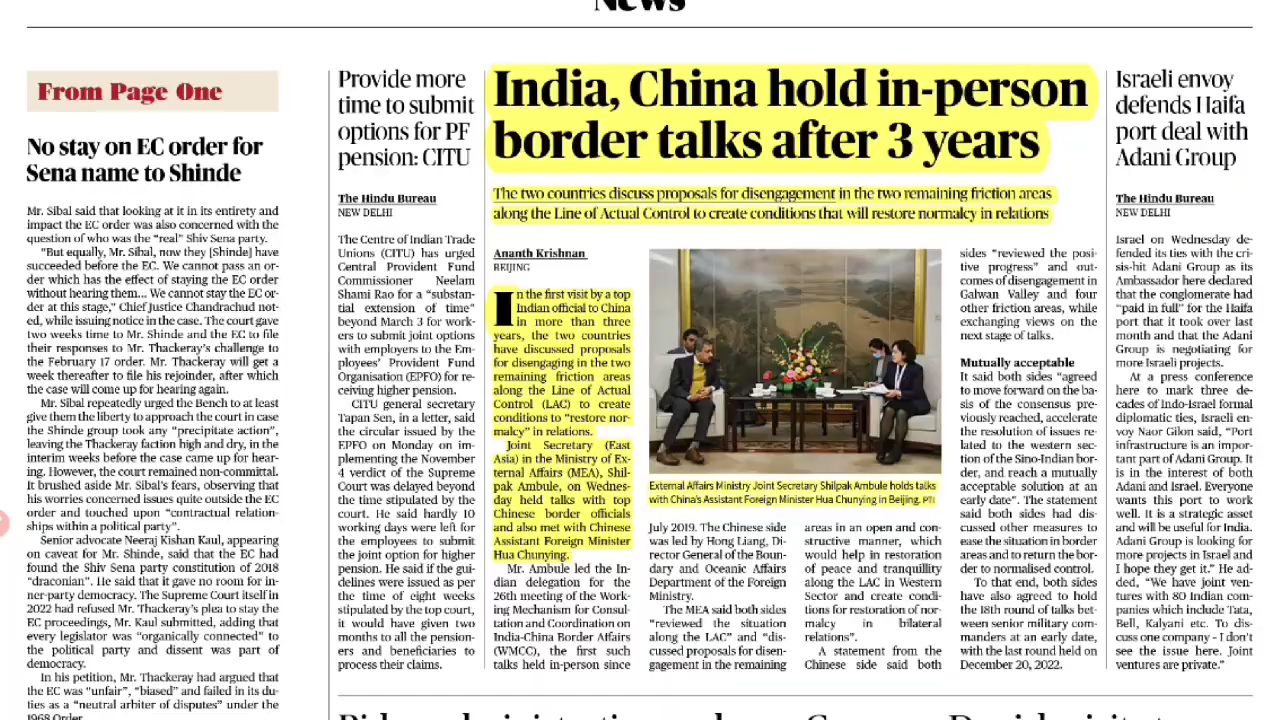 News
From Page One
No stay on EC order for
Sena name to Shinde
Mr. Sibal said that looking at it in its entirety and
impact the EC order was also concerned with the
question of who was the “real” Shiv Sena party.
“But equally, Mr. Sibal, now they [Shinde] have
succeeded before the EC. We cannot pass an or-
der which has the effect of staying the EC order
without hearing them... We cannot stay the EC or-
der at this stage,” Chief Justice Chandrachud not-
ed, while issuing notice in the case. The court gave
two weeks time to Mr. Shinde and the EC to file
their responses to Mr. Thackeray's challenge to
the February 17 order. Mr. Thackeray will get a
week thereafter to file his rejoinder, after which
the case will come up for hearing again.
Mr. Sibal repeatedly urged the Bench to at least
give them the liberty to approach the court in case
the Shinde group took any “precipitate action”,
leaving the Thackeray faction high and dry, in the
interim weeks before the case came up for hear-
ing. However, the court remained non-committal.
It brushed aside Mr. Sibal's fears, observing that
his worries concerned issues quite outside the EC
order and touched upon “contractual relation-
ships within a political party”.
Senior advocate Neeraj Kishan Kaul, appearing
on caveat for Mr. Shinde, said that the EC had
found the Shiv Sena party constitution of 2018
“draconian”. He said that it gave no room for in-
ner-party democracy. The Supreme Court itself in
2022 had refused Mr. Thackeray's plea to stay the
EC proceedings, Mr. Kaul submitted, adding that
every legislator was “organically connected” to
the political party and dissent was part of
democracy.
In his petition, Mr. Thackeray had argued that
the EC was “unfair”, “biased” and failed in its du-
ties as a “neutral arbiter of disputes” under the
1968 Order.
Provide more
time to submit
options for PF
pension: CITU
The Hindu Bureau
NEW DELHI
The Centre of Indian Trade
Unions (CITU) has urged
Central Provident Fund
Commissioner Neelam
Shami Rao for a “substan-
tial extension of time”
beyond March 3 for work-
ers to submit joint options
with employers to the Em-
ployees' Provident Fund
Organisation (EPFO) for re-
ceiving higher pension.
CITU general secretary
Tapan Sen, in a letter, said
the circular issued by the
EPFO on Monday on im-
plementing the November
4 verdict of the Supreme
Court was delayed beyond
the time stipulated by the
court. He said hardly 10
working days were left for
the employees to submit
the joint option for higher
pension. He said if the gui-
delines were issued as per
the time of eight weeks
stipulated by the top court,
it would have given two
months to all the pension-
ers and beneficiaries to
process their claims.
India, China hold in-person
border talks after 3 years
The two countries discuss proposals for disengagement in the two remaining friction areas
along the Line of Actual Control to create conditions that will restore normalcy in relations
Ananth Krishnan
BEIJING
In the first visit by a top
Indian official to China
in more than three
years, the two countries
have discussed proposals
for disengaging in the two
remaining friction areas
along the Line of Actual
Control (LAC) to create
conditions to “restore nor-
malcy” in relations.
Joint Secretary (East
Asia) in the Ministry of Ex-
ternal Affairs (MEA), Shil-
pak Ambule, on Wednes-
day held talks with top
Chinese border officials
and also met with Chinese
Assistant Foreign Minister
Hua Chunying.
Mr. Ambule led the In-
dian delegation for the
26th meeting of the Work-
ing Mechanism for Consul-
tation and Coordination on
India-China Border Affairs
(WMCC), the first such
talks held in-person since
External Affairs Ministry Joint Secretary Shilpak Ambule holds talks
with China's Assistant Foreign Minister Hua Chunying in Beijing. PTI
July 2019. The Chinese side
was led by Hong Liang, Di-
rector General of the Boun-
dary and Oceanic Affairs
Department of the Foreign
Ministry.
The MEA said both sides
“reviewed the situation
along the LAC” and “dis-
cussed proposals for disen-
gagement in the remaining
areas in an open and con-
structive manner, which
would help in restoration
of peace and tranquillity
along the LAC in Western
Sector and create condi-
tions for restoration of nor-
malcy in bilateral
relations”.
A statement from the
Chinese side said both
sides “reviewed the posi-
tive progress” and out-
comes of disengagement in
Galwan Valley and four
other friction areas, while
exchanging views on the
next stage of talks.
Mutually acceptable
It said both sides “agreed
to move forward on the ba-
sis of the consensus pre-
viously reached, accelerate
the resolution of issues re-
lated to the western sec-
tion of the Sino-Indian bor-
der, and reach a mutually
acceptable solution at an
early date”. The statement
said both sides had dis-
cussed other measures to
ease the situation in border
areas and to return the bor-
der to normalised control.
To that end, both sides
have also agreed to hold
the 18th round of talks bet-
ween senior military com-
manders at an early date,
with the last round held on
December 20, 2022.
Israeli envoy
defends Haifa
port deal with
Adani Group
The Hindu Bureau
NEW DELHI
Israel on Wednesday de-
fended its ties with the cri-
sis-hit Adani Group as its
Ambassador here declared
that the conglomerate had
“paid in full” for the Haifa
port that it took over last
month and that the Adani
Group is negotiating for
more Israeli projects.
At a press conference
here to mark three de-
cades of Indo-Israel formal
diplomatic ties, Israeli en-
voy Naor Gilon said, “Port
infrastructure is an impor-
tant part of Adani Group. It
is in the interest of both
Adani and Israel. Everyone
wants this port to work
well. It is a strategic asset
and will be useful for India.
Adani Group is looking for
more projects in Israel and
I hope they get it.” He ad-
ded, “We have joint ven-
tures with 80 Indian com-
panies which include Tata,
Bell, Kalyani etc. To dis-
cuss one company – I don't
see the issue here. Joint
ventures are private.”